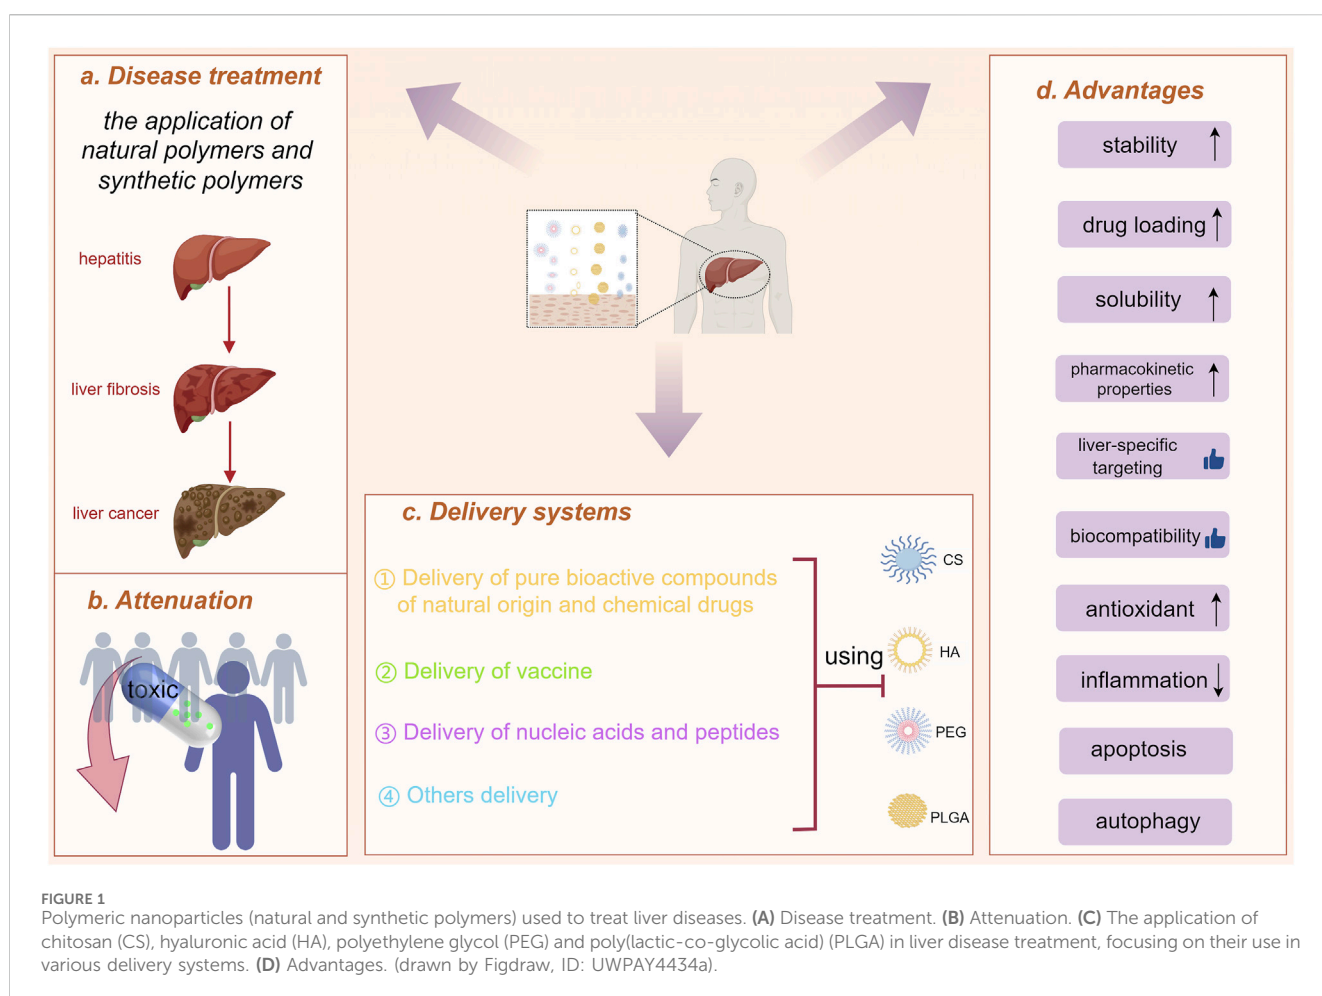 a. Disease treatment
the application of
natural polymers and
synthetic polymers
hepatitis
liver fibrosis
liver cancer
b. Attenuation
toxic
c. Delivery systems
① Delivery of pure bioactive compounds
of natural origin and chemical drugs
② Delivery of vaccine
③ Delivery of nucleic acids and peptides
④ Others delivery
using
CS
HA
PEG
PLGA
d. Advantages
stability
drug loading
solubility
pharmacokinetic
properties
liver-specific
targeting
biocompatibility
antioxidant
inflammation
apoptosis
autophagy
FIGURE 1
Polymeric nanoparticles (natural and synthetic polymers) used to treat liver diseases. (A) Disease treatment. (B) Attenuation. (C) The application of
chitosan (CS), hyaluronic acid (HA), polyethylene glycol (PEG) and poly(lactic-co-glycolic acid) (PLGA) in liver disease treatment, focusing on their use in
various delivery systems. (D) Advantages. (drawn by Figdraw, ID: UWPAY4434a).